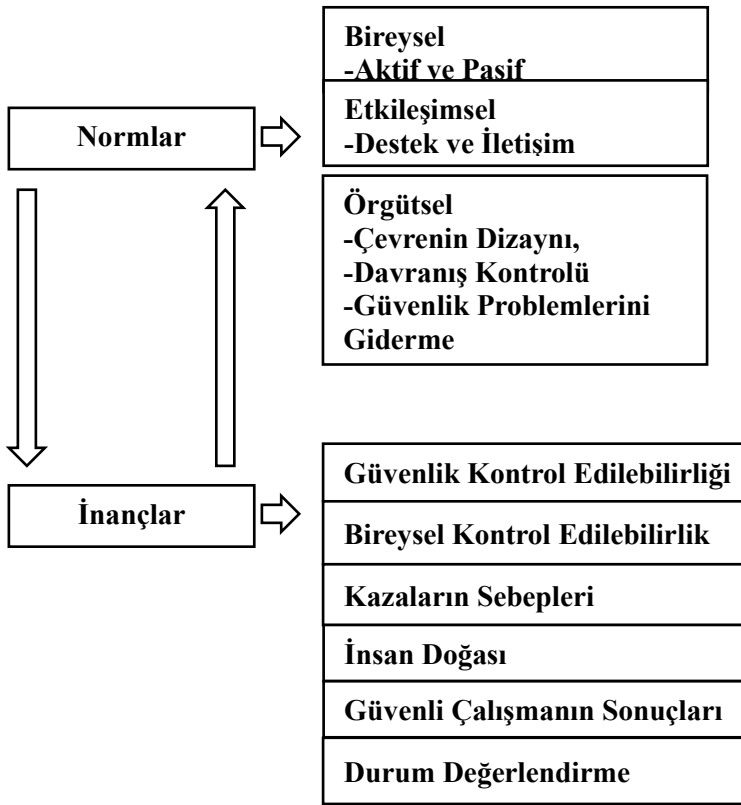 Bireysel
-Aktif ve Pasif
Normlar
Etkileşimsel
-Destek ve İletişim
Örgütsel
-Çevrenin Dizaynı,
-Davranış Kontrolü
-Güvenlik Problemlerini
Giderme
İnançlar
Güvenlik Kontrol Edilebilirliği
Bireysel Kontrol Edilebilirlik
Kazaların Sebepleri
İnsan Doğası
Güvenli Çalışmanın Sonuçları
Durum Değerlendirme